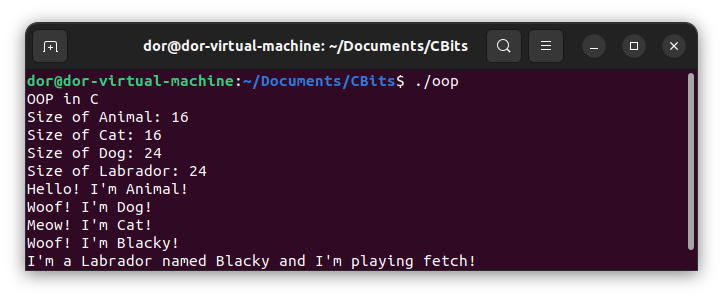 dor@dor-virtual-machine: ~/Documents/CBits
dor@dor-virtual-machine:~/Documents/CBits$ ./oop
OOP in C
Size of Animal: 16
Size of Cat: 16
Size of Dog: 24
Size of Labrador: 24
Hello! I'm Animal!
Woof! I'm Dog!
Meow! I'm Cat!
Woof! I'm Blacky!
I'm a Labrador named Blacky and I'm playing fetch!